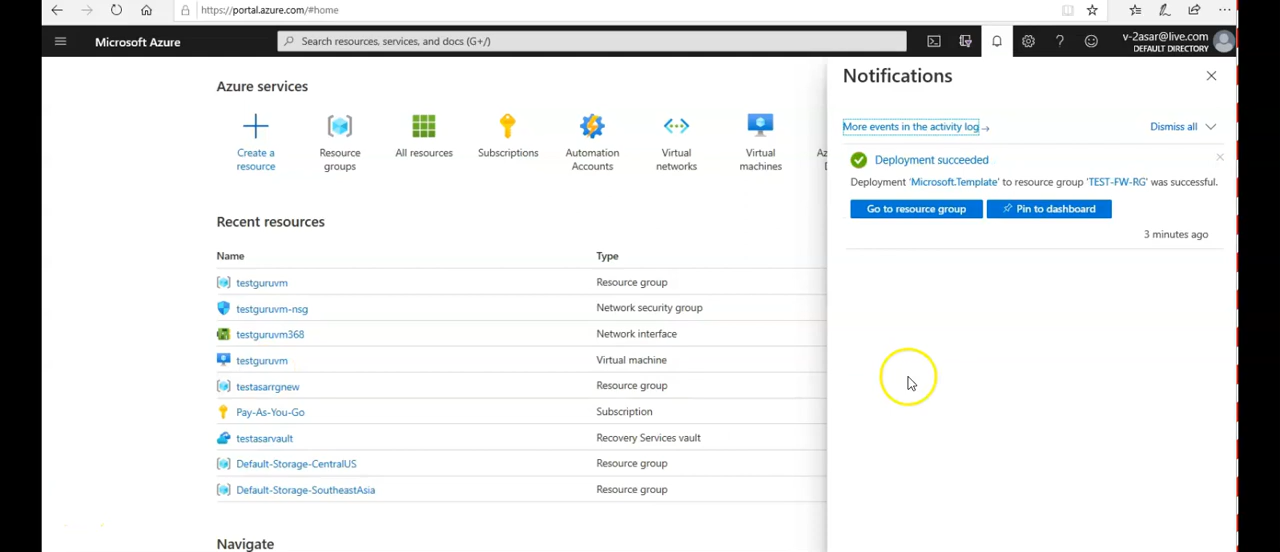 https://portal.azure.com/#home
Microsoft Azure
Search resources, services, and docs (G+/)
v-2asar@live.com
DEFAULT DIRECTORY
Azure services
Create a resource
Resource groups
All resources
Subscriptions
Automation Accounts
Virtual networks
Virtual machines
Recent resources
Name Type
testguruvm Resource group
testguruvm-nsg Network security group
testguruvm368 Network interface
testguruvm Virtual machine
testasarrgnew Resource group
Pay-As-You-Go Subscription
testasarvault Recovery Services vault
Default-Storage-CentralUS Resource group
Default-Storage-SoutheastAsia Resource group
Navigate
Notifications
More events in the activity log → Dismiss all
Deployment succeeded
Deployment 'Microsoft.Template' to resource group 'TEST-FW-RG' was successful.
Go to resource group Pin to dashboard
3 minutes ago